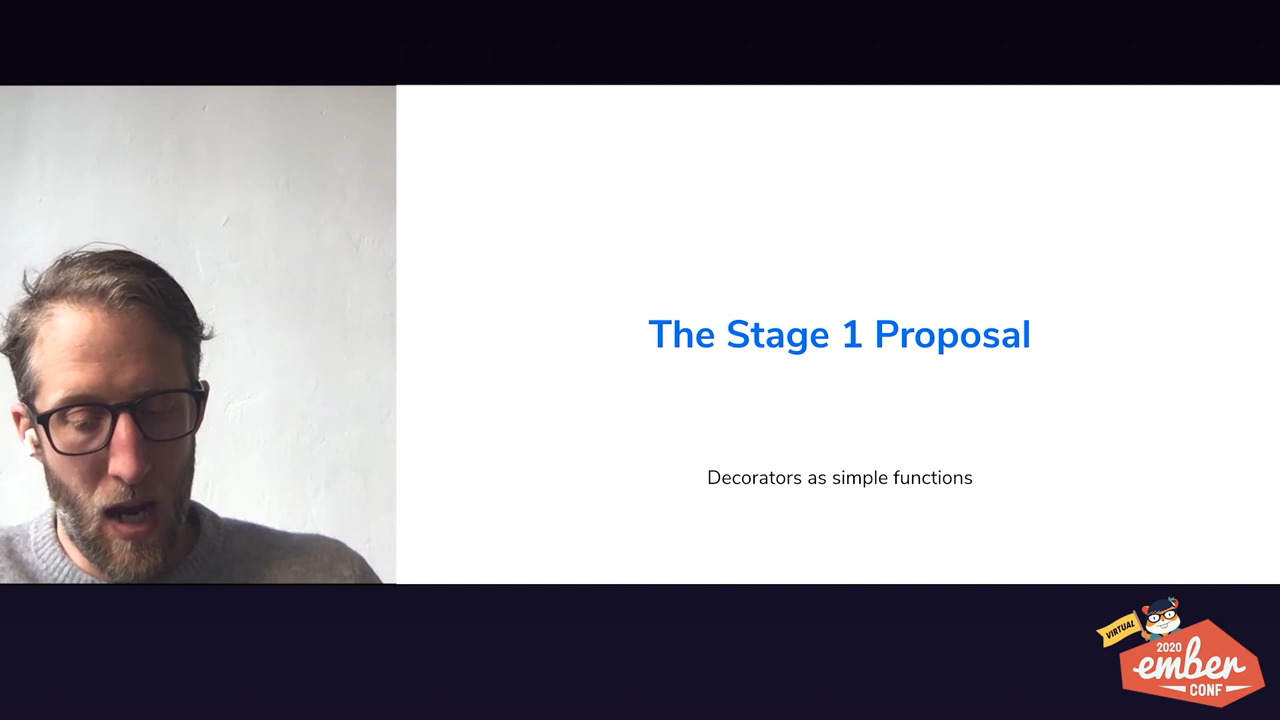 The Stage 1 Proposal
Decorators as simple functions
VIRTUAL
2020
ember
CONF